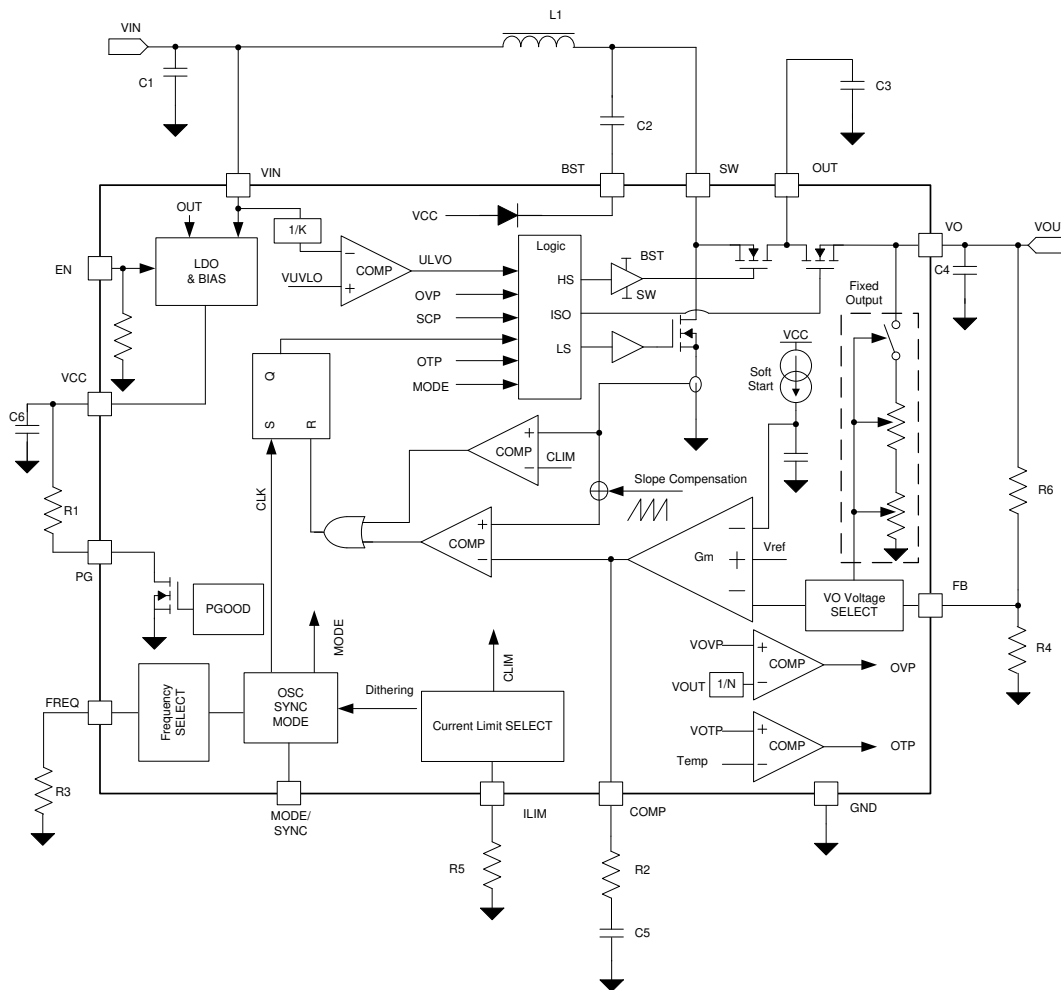 L1
VIN
C1
C3
C2
VIN
BST
SW
OUT
OUT
VCC
1/K
Logic
VO
VOUT
EN
LDO
& BIAS
COMP
ULVO
HS
BST
SW
C4
VUVLO
OVP
Fixed
Output
SCP
ISO
VCC
LS
OTP
Q
MODE
Soft
Start
VCC
C6
S
R
COMP
CLIM
Slope Compensation
R6
R1
CLK
COMP
Gm
Vref
PG
FB
PGOOD
VO Voltage
SELECT
MODE
CLIM
VOVP
COMP
OVP
R4
VOUT
1/N
FREQ
Frequency
SELECT
OSC
SYNC
MODE
Dithering
Current Limit SELECT
VOTP
COMP
OTP
Temp
R3
MODE/
SYNC
ILIM
COMP
GND
R5
R2
C5